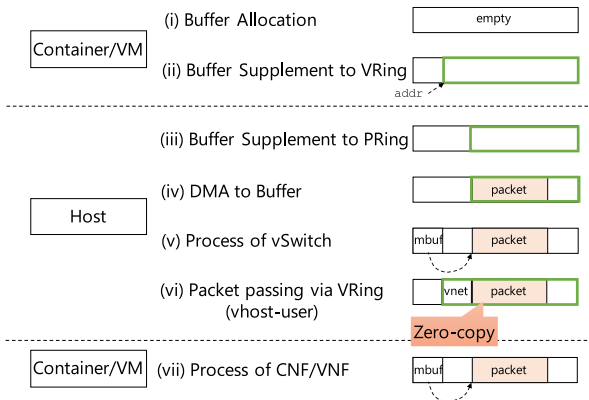 (i) Buffer Allocation
empty
Container/VM
(ii) Buffer Supplement to VRing
addr
(iii) Buffer Supplement to PRing
(iv) DMA to Buffer
packet
Host
(v) Process of vSwitch
mbuf packet
(vi) Packet passing via VRing
(vhost-user)
vnet packet
Zero-copy
Container/VM
(vii) Process of CNF/VNF
mbuf packet